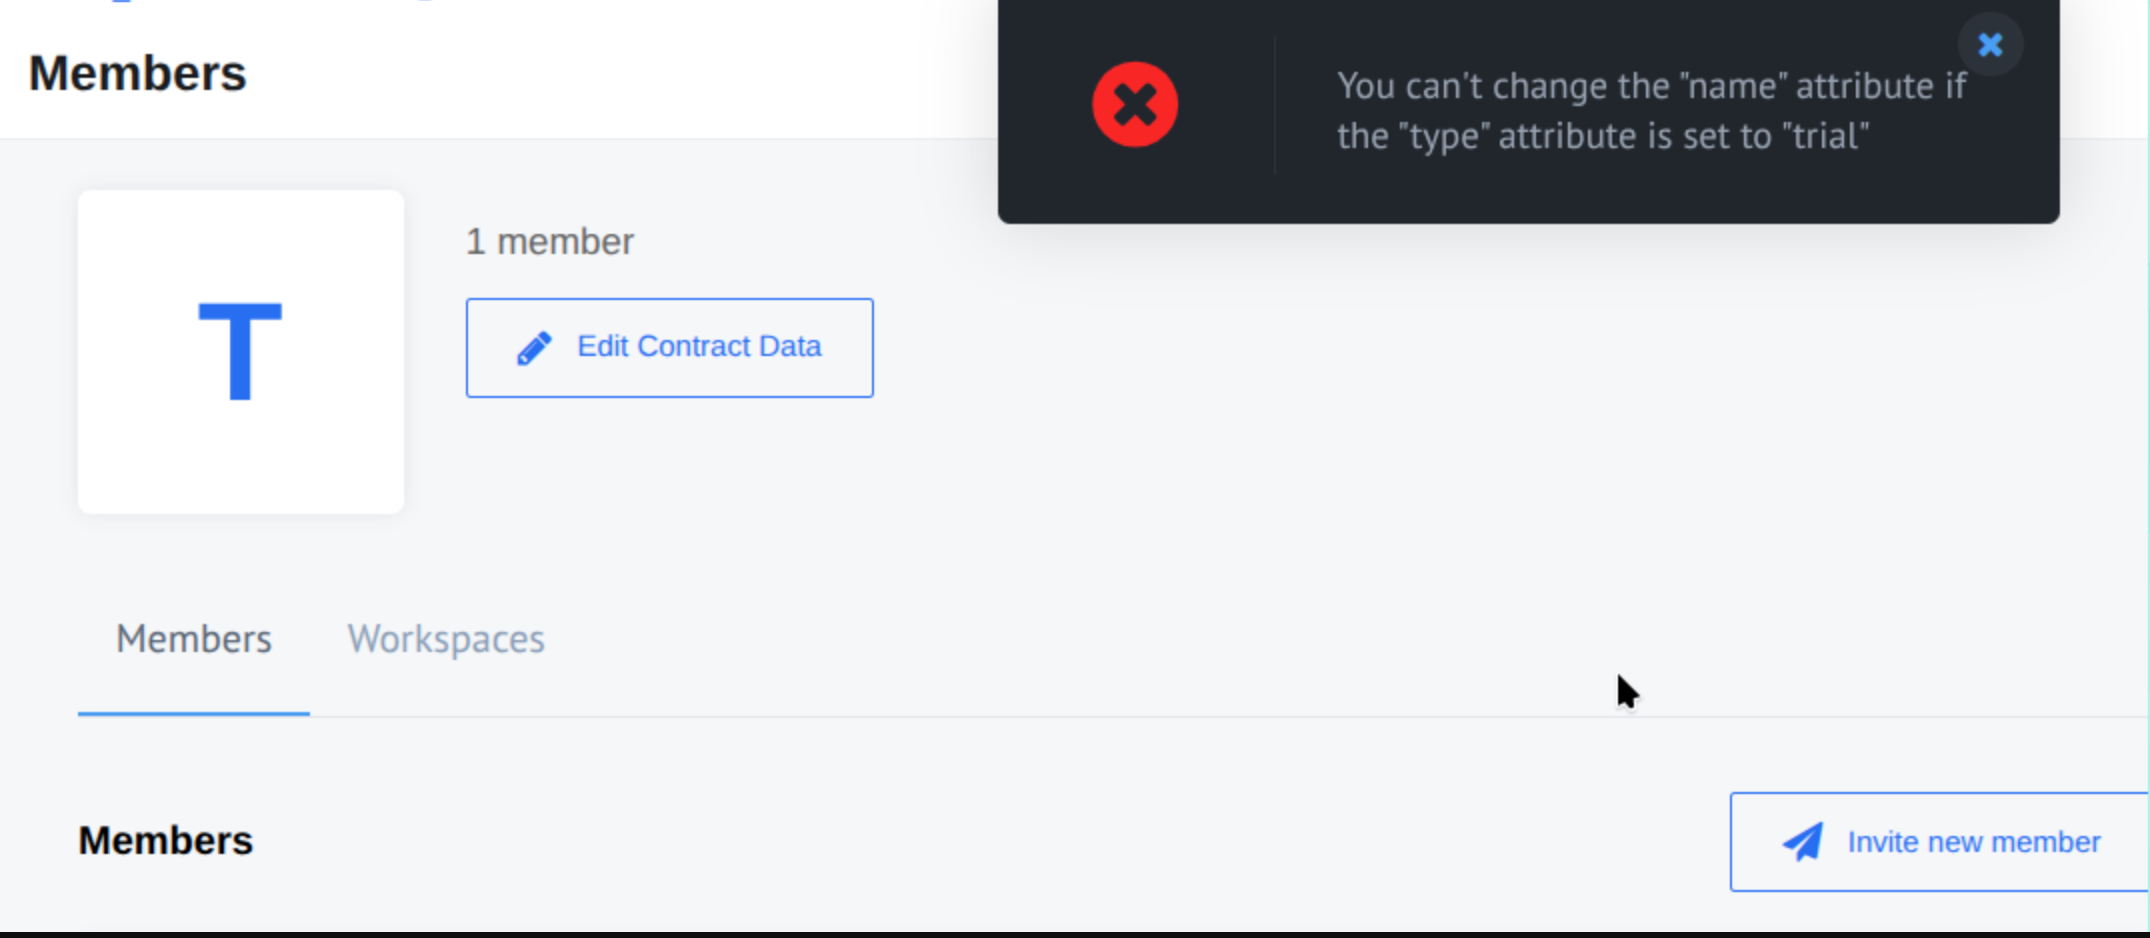 Members
You can't change the "name" attribute if
the "type" attribute is set to "trial"
T
1 member
Edit Contract Data
Members
Workspaces
Members
Invite new member